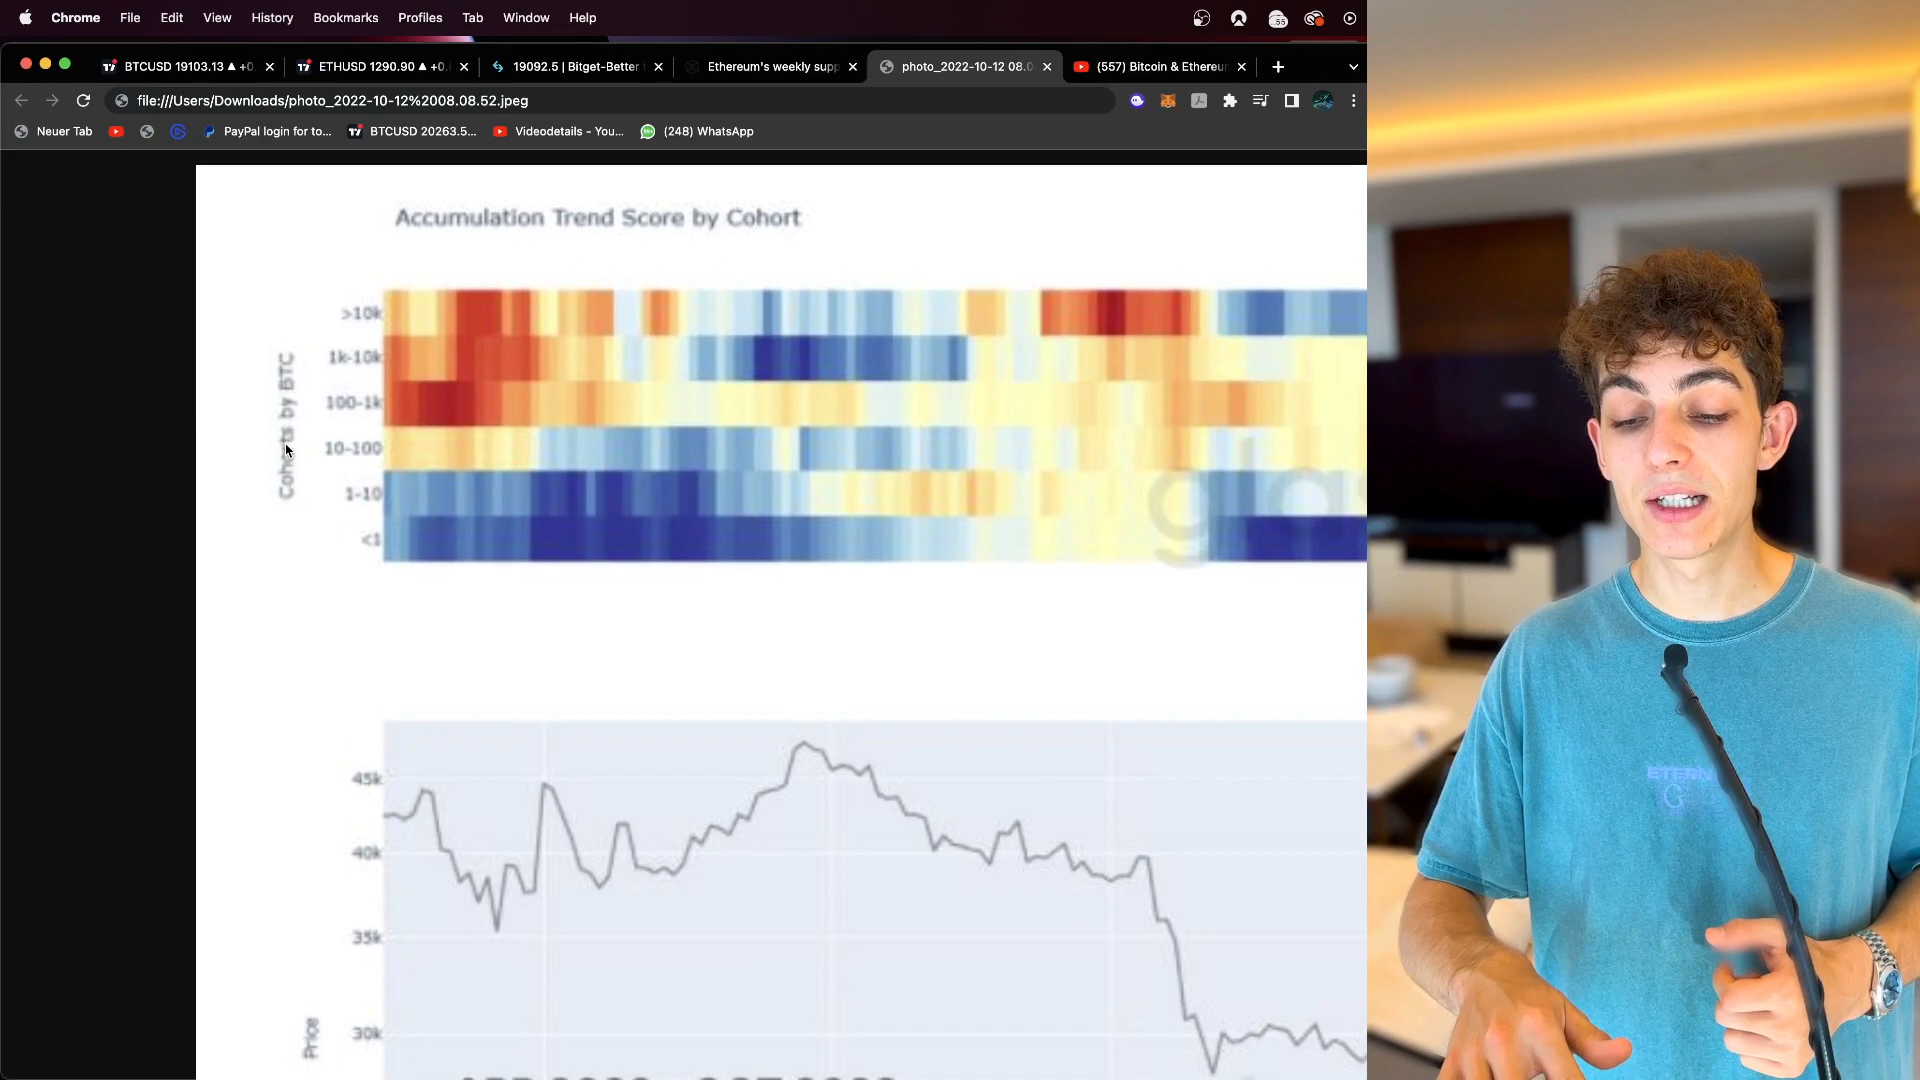 Chrome File Edit View History Bookmarks Profiles Tab Window Help
BTCUSD 19103.13 ▲ +0. ETHUSD 1290.90 ▲ +0. 19092.5 | Bitget-Better Ethereum's weekly supp photo_2022-10-12 08.0 (557) Bitcoin & Ethereu
file:///Users/Downloads/photo_2022-10-12%2008.08.52.jpeg
Neuer Tab PayPal login for to... BTCUSD 20263.5... Videodetails – You... (248) WhatsApp
Accumulation Trend Score by Cohort
Cohorts by BTC
>10k
1k-10k
100-1k
10-100
1-10
<1
45k
40k
35k
30k
Price